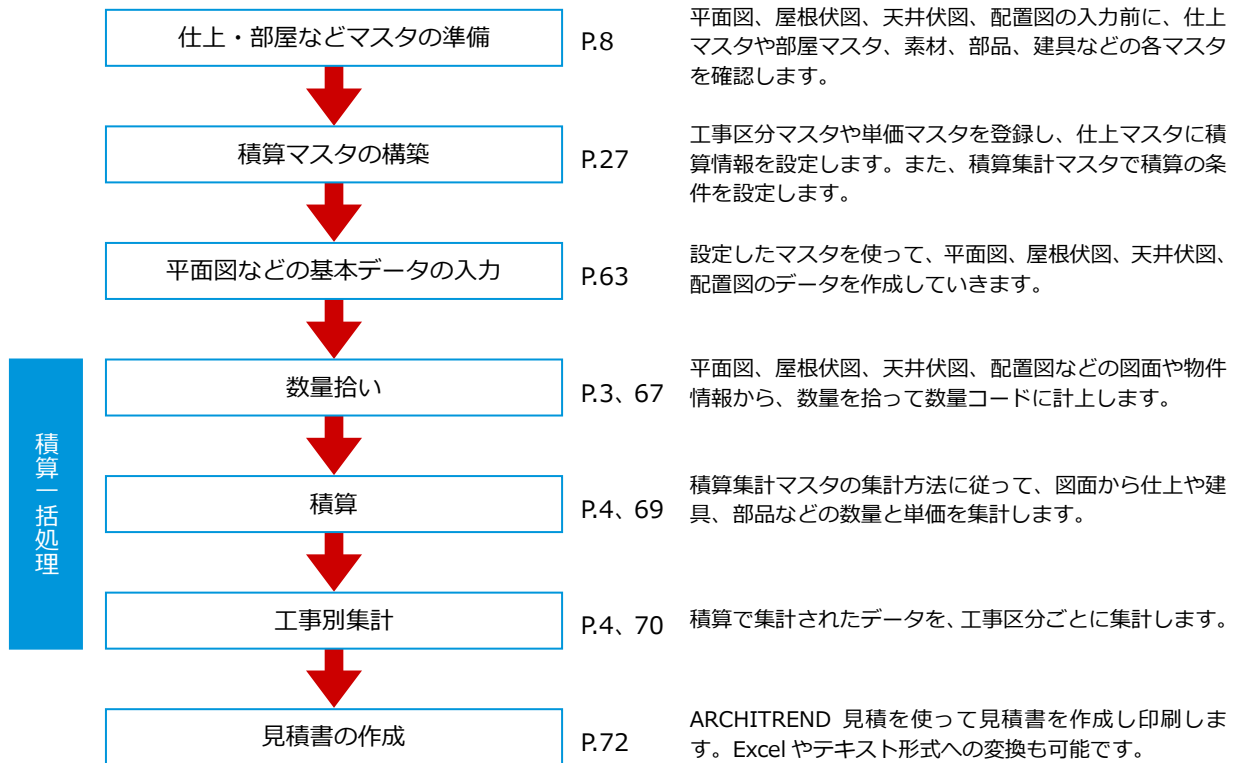 仕上・部屋などマスタの準備
P.8
平面図、屋根伏図、天井伏図、配置図の入力前に、仕上
マスタや部屋マスタ、素材、部品、建具などの各マスタ
を確認します。
積算マスタの構築
P.27
工事区分マスタや単価マスタを登録し、仕上マスタに積
算情報を設定します。また、積算集計マスタで積算の条
件を設定します。
平面図などの基本データの入力
P.63
設定したマスタを使って、平面図、屋根伏図、天井伏図、
配置図のデータを作成していきます。
積算一括処理
数量拾い
P.3、67
平面図、屋根伏図、天井伏図、配置図などの図面や物件
情報から、数量を拾って数量コードに計上します。
積算
P.4、69
積算集計マスタの集計方法に従って、図面から仕上や建
具、部品などの数量と単価を集計します。
工事別集計
P.4、70
積算で集計されたデータを、工事区分ごとに集計します。
見積書の作成
P.72
ARCHITREND 見積を使って見積書を作成し印刷しま
す。Excel やテキスト形式への変換も可能です。